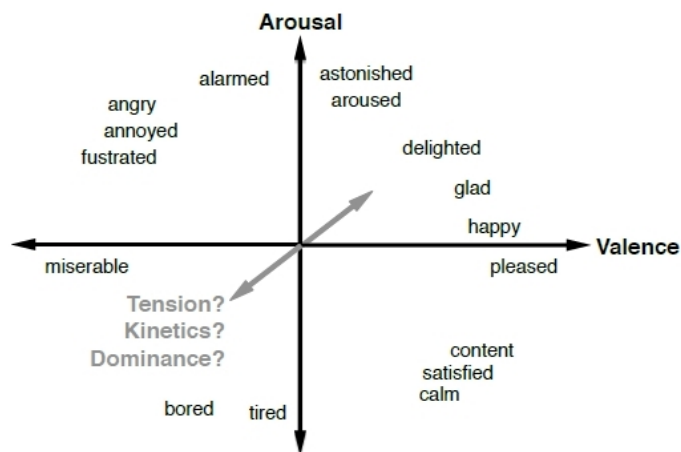 Arousal
alarmed
astonished
aroused
angry
annoyed
fustrated
delighted
glad
happy
Valence
miserable
pleased
Tension?
Kinetics?
Dominance?
content
satisfied
calm
bored
tired